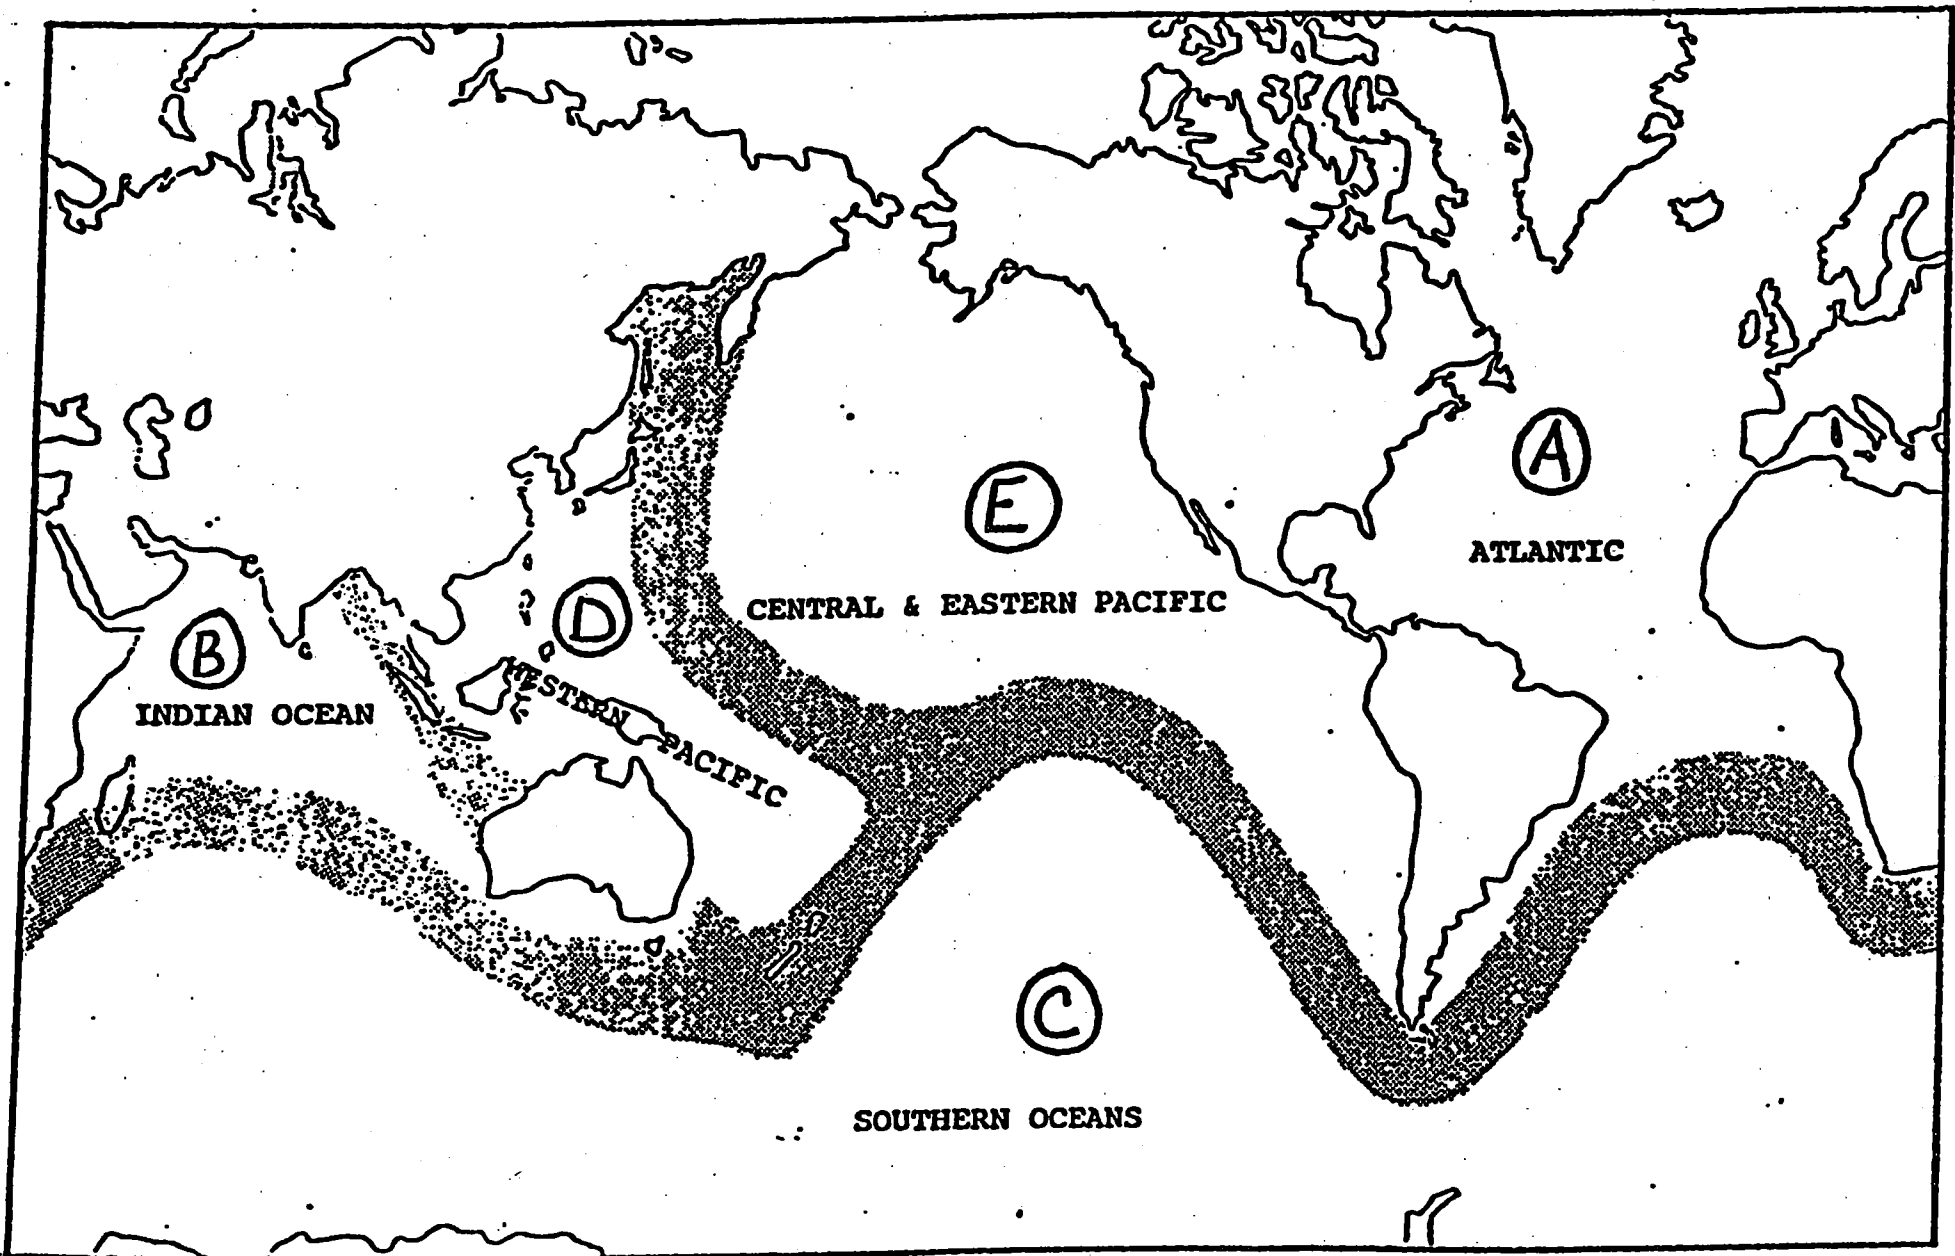 A
ATLANTIC
E
CENTRAL & EASTERN PACIFIC
D
WESTERN PACIFIC
B
INDIAN OCEAN
C
SOUTHERN OCEANS